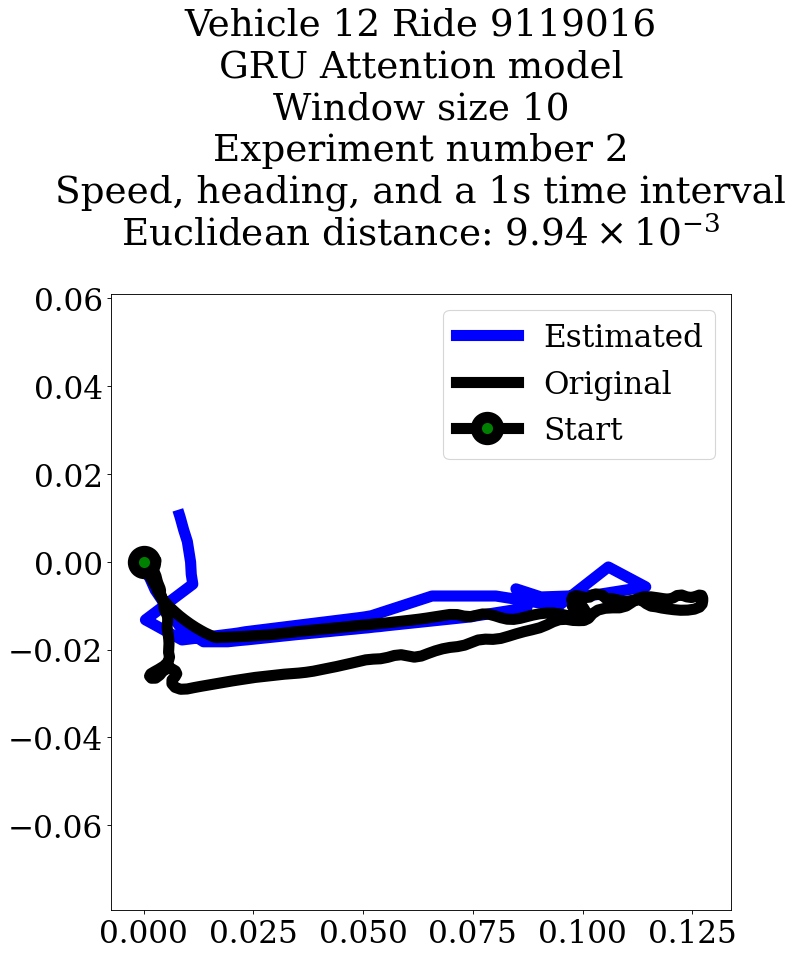 Vehicle 12 Ride 9119016
GRU Attention model
Window size 10
Experiment number 2
Speed, heading, and a 1s time interval
Euclidean distance: 9.94 × 10⁻³
Estimated
Original
Start
0.06
0.04
0.02
0.00
−0.02
−0.04
−0.06
0.000 0.025 0.050 0.075 0.100 0.125